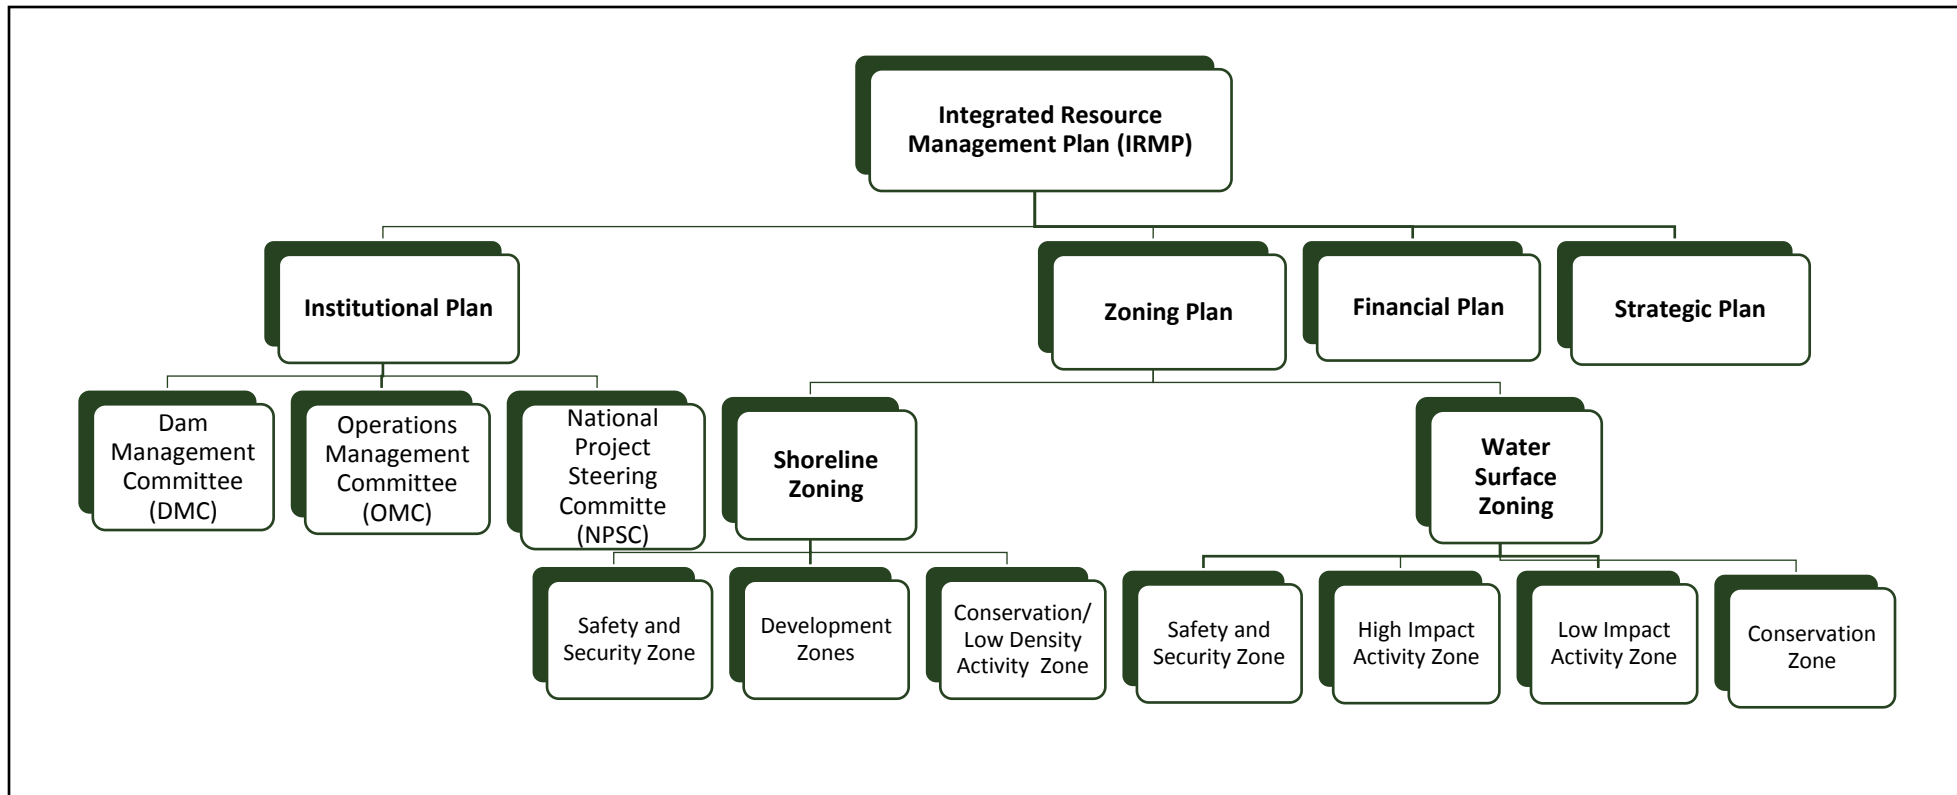 Integrated Resource
Management Plan (IRMP)
Institutional Plan
Zoning Plan
Financial Plan
Strategic Plan
Dam
Management
Committee
(DMC)
Operations
Management
Committee
(OMC)
National
Project
Steering
Committe
(NPSC)
Shoreline
Zoning
Water
Surface
Zoning
Safety and
Security Zone
Development
Zones
Conservation/
Low Density
Activity  Zone
Safety and
Security Zone
High Impact
Activity Zone
Low Impact
Activity Zone
Conservation
Zone